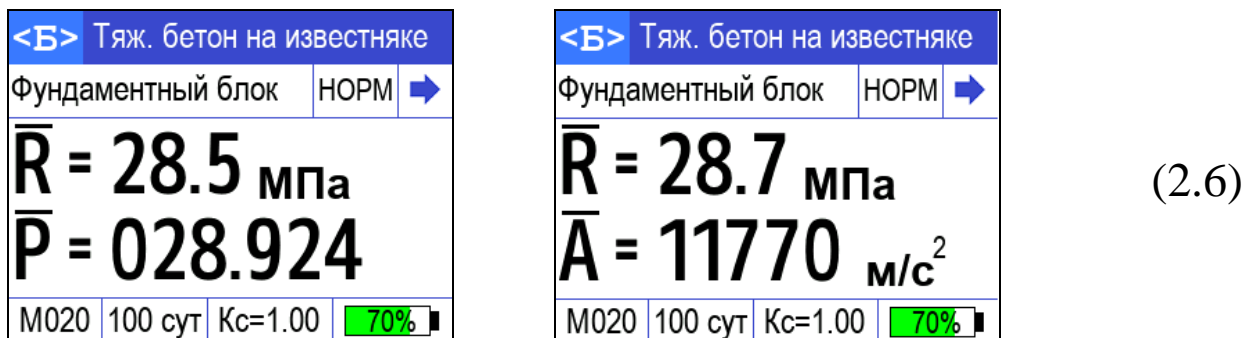 <Б> Тяж. бетон на известняке
Фундаментный блок НОРМ
R̅ = 28.5 МПа
P̅ = 028.924
М020 100 сут Кс=1.00 70%
<Б> Тяж. бетон на известняке
Фундаментный блок НОРМ
R̅ = 28.7 МПа
A̅ = 11770 м/с²
М020 100 сут Кс=1.00 70%
(2.6)